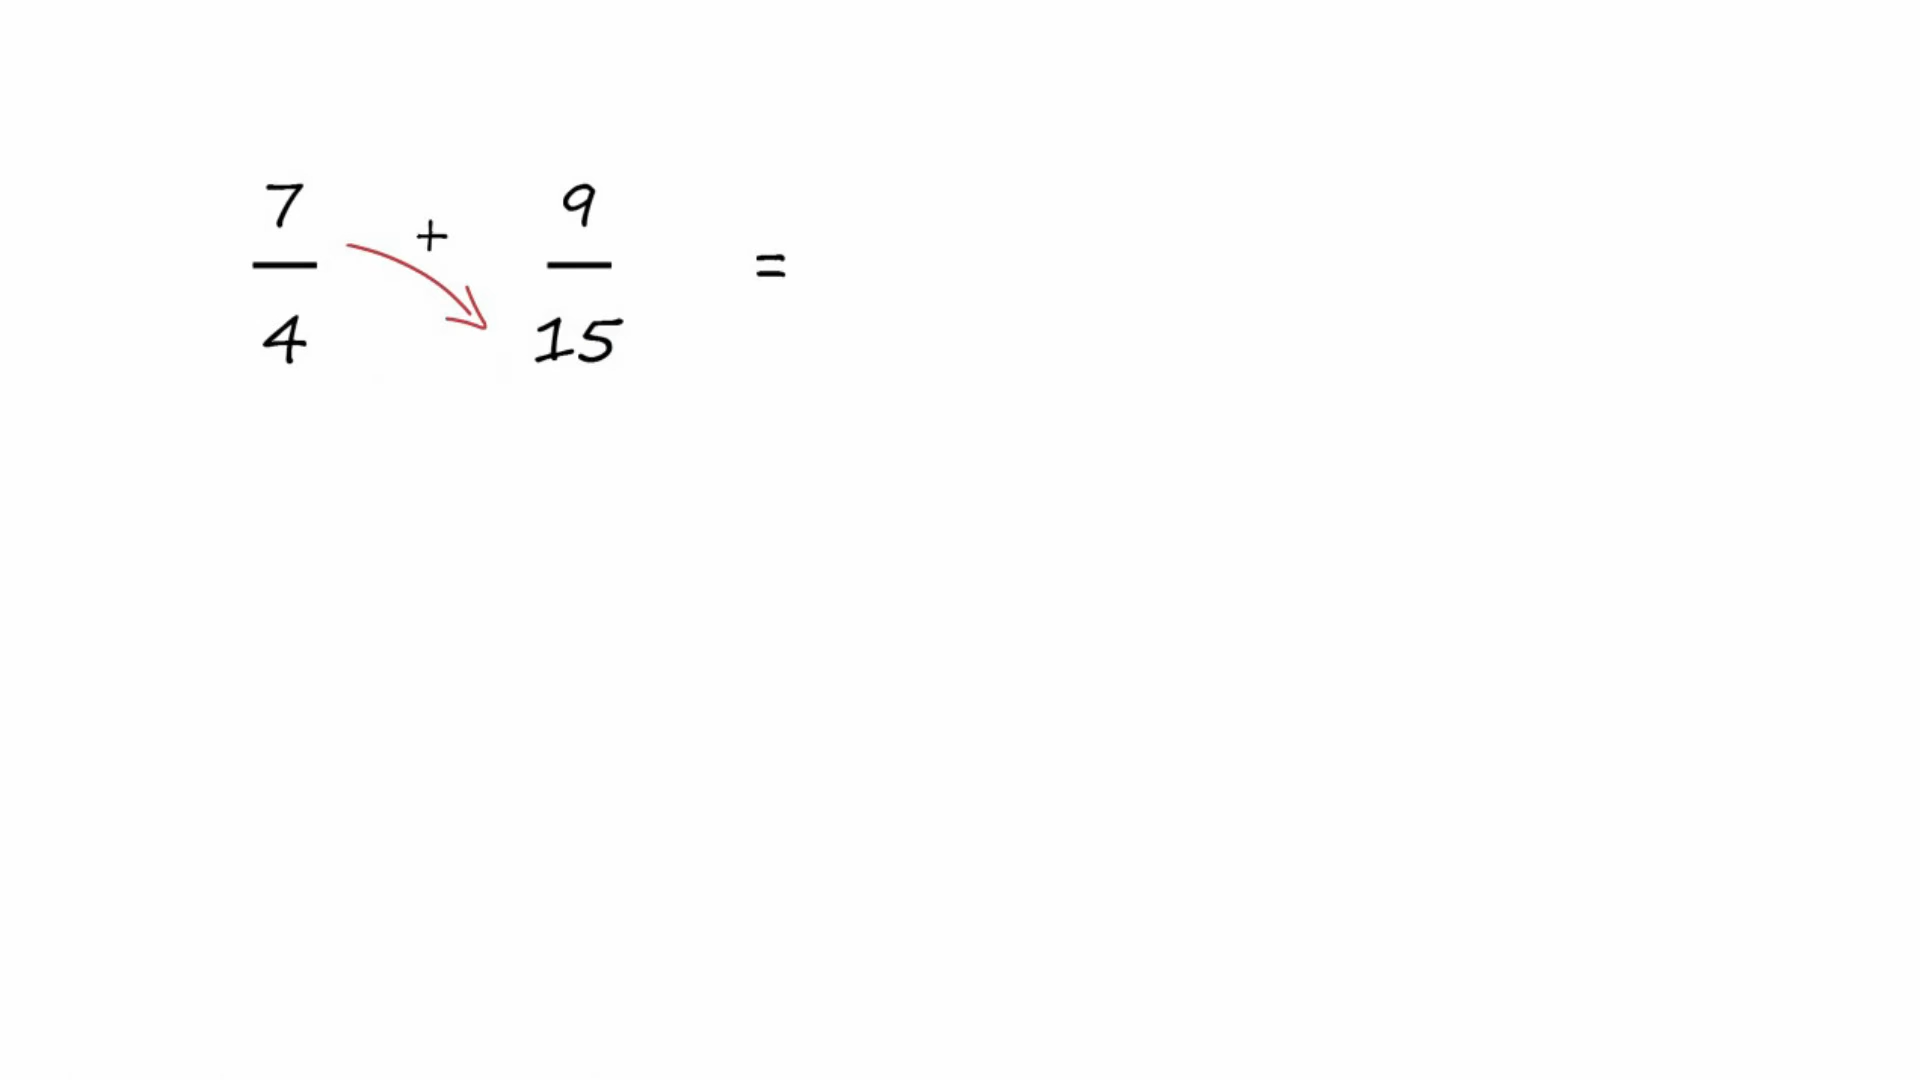 7/4 + 9/15 =